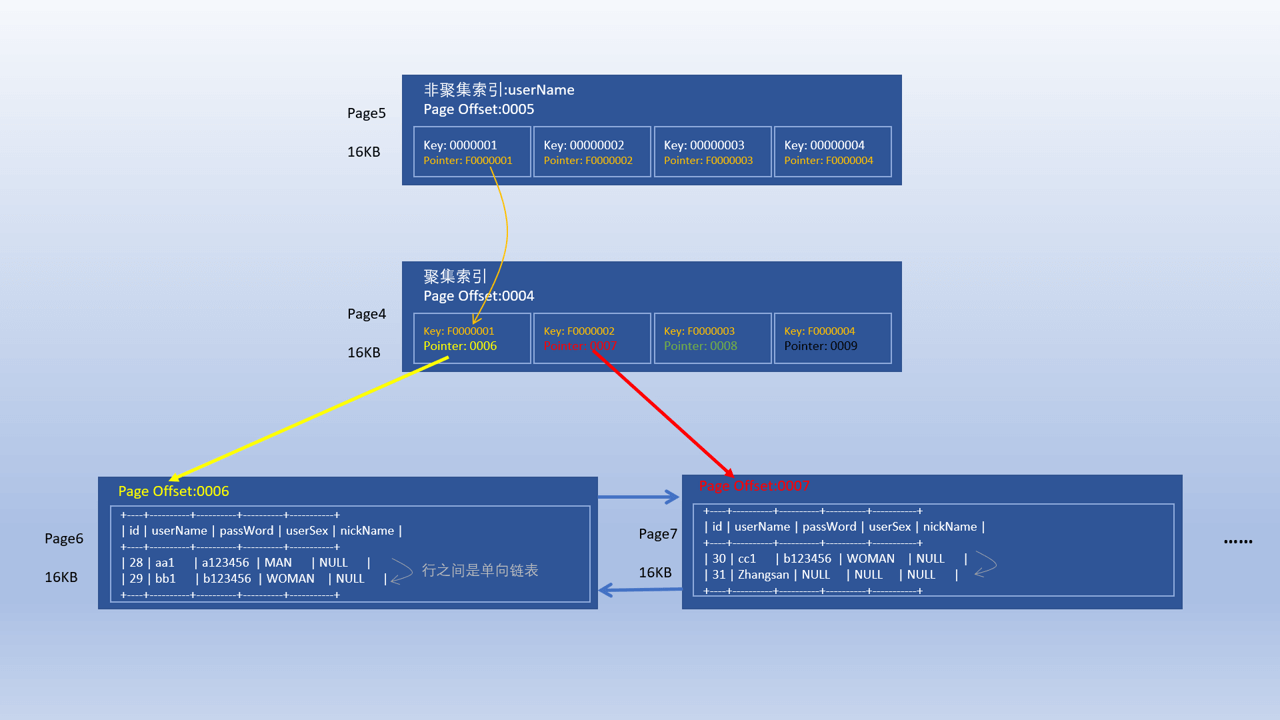 非聚集索引:userName
Page Offset:0005
Page5
16KB
Key: 0000001
Pointer: F0000001
Key: 00000002
Pointer: F0000002
Key: 00000003
Pointer: F0000003
Key: 00000004
Pointer: F0000004
聚集索引
Page Offset:0004
Page4
16KB
Key: F0000001
Pointer: 0006
Key: F0000002
Pointer: 0007
Key: F0000003
Pointer: 0008
Key: F0000004
Pointer: 0009
Page Offset:0006
Page6
16KB
+----+----------+----------+----------+-----------+
| id | userName | passWord | userSex | nickName |
+----+----------+----------+----------+-----------+
| 28 | aa1 | a123456 | MAN | NULL |
| 29 | bb1 | b123456 | WOMAN | NULL |
+----+----------+----------+----------+-----------+
行之间是单向链表
Page Offset:0007
Page7
16KB
+----+----------+----------+----------+-----------+
| id | userName | passWord | userSex | nickName |
+----+----------+----------+----------+-----------+
| 30 | cc1 | b123456 | WOMAN | NULL |
| 31 | Zhangsan | NULL | NULL | NULL |
+----+----------+----------+----------+-----------+
......